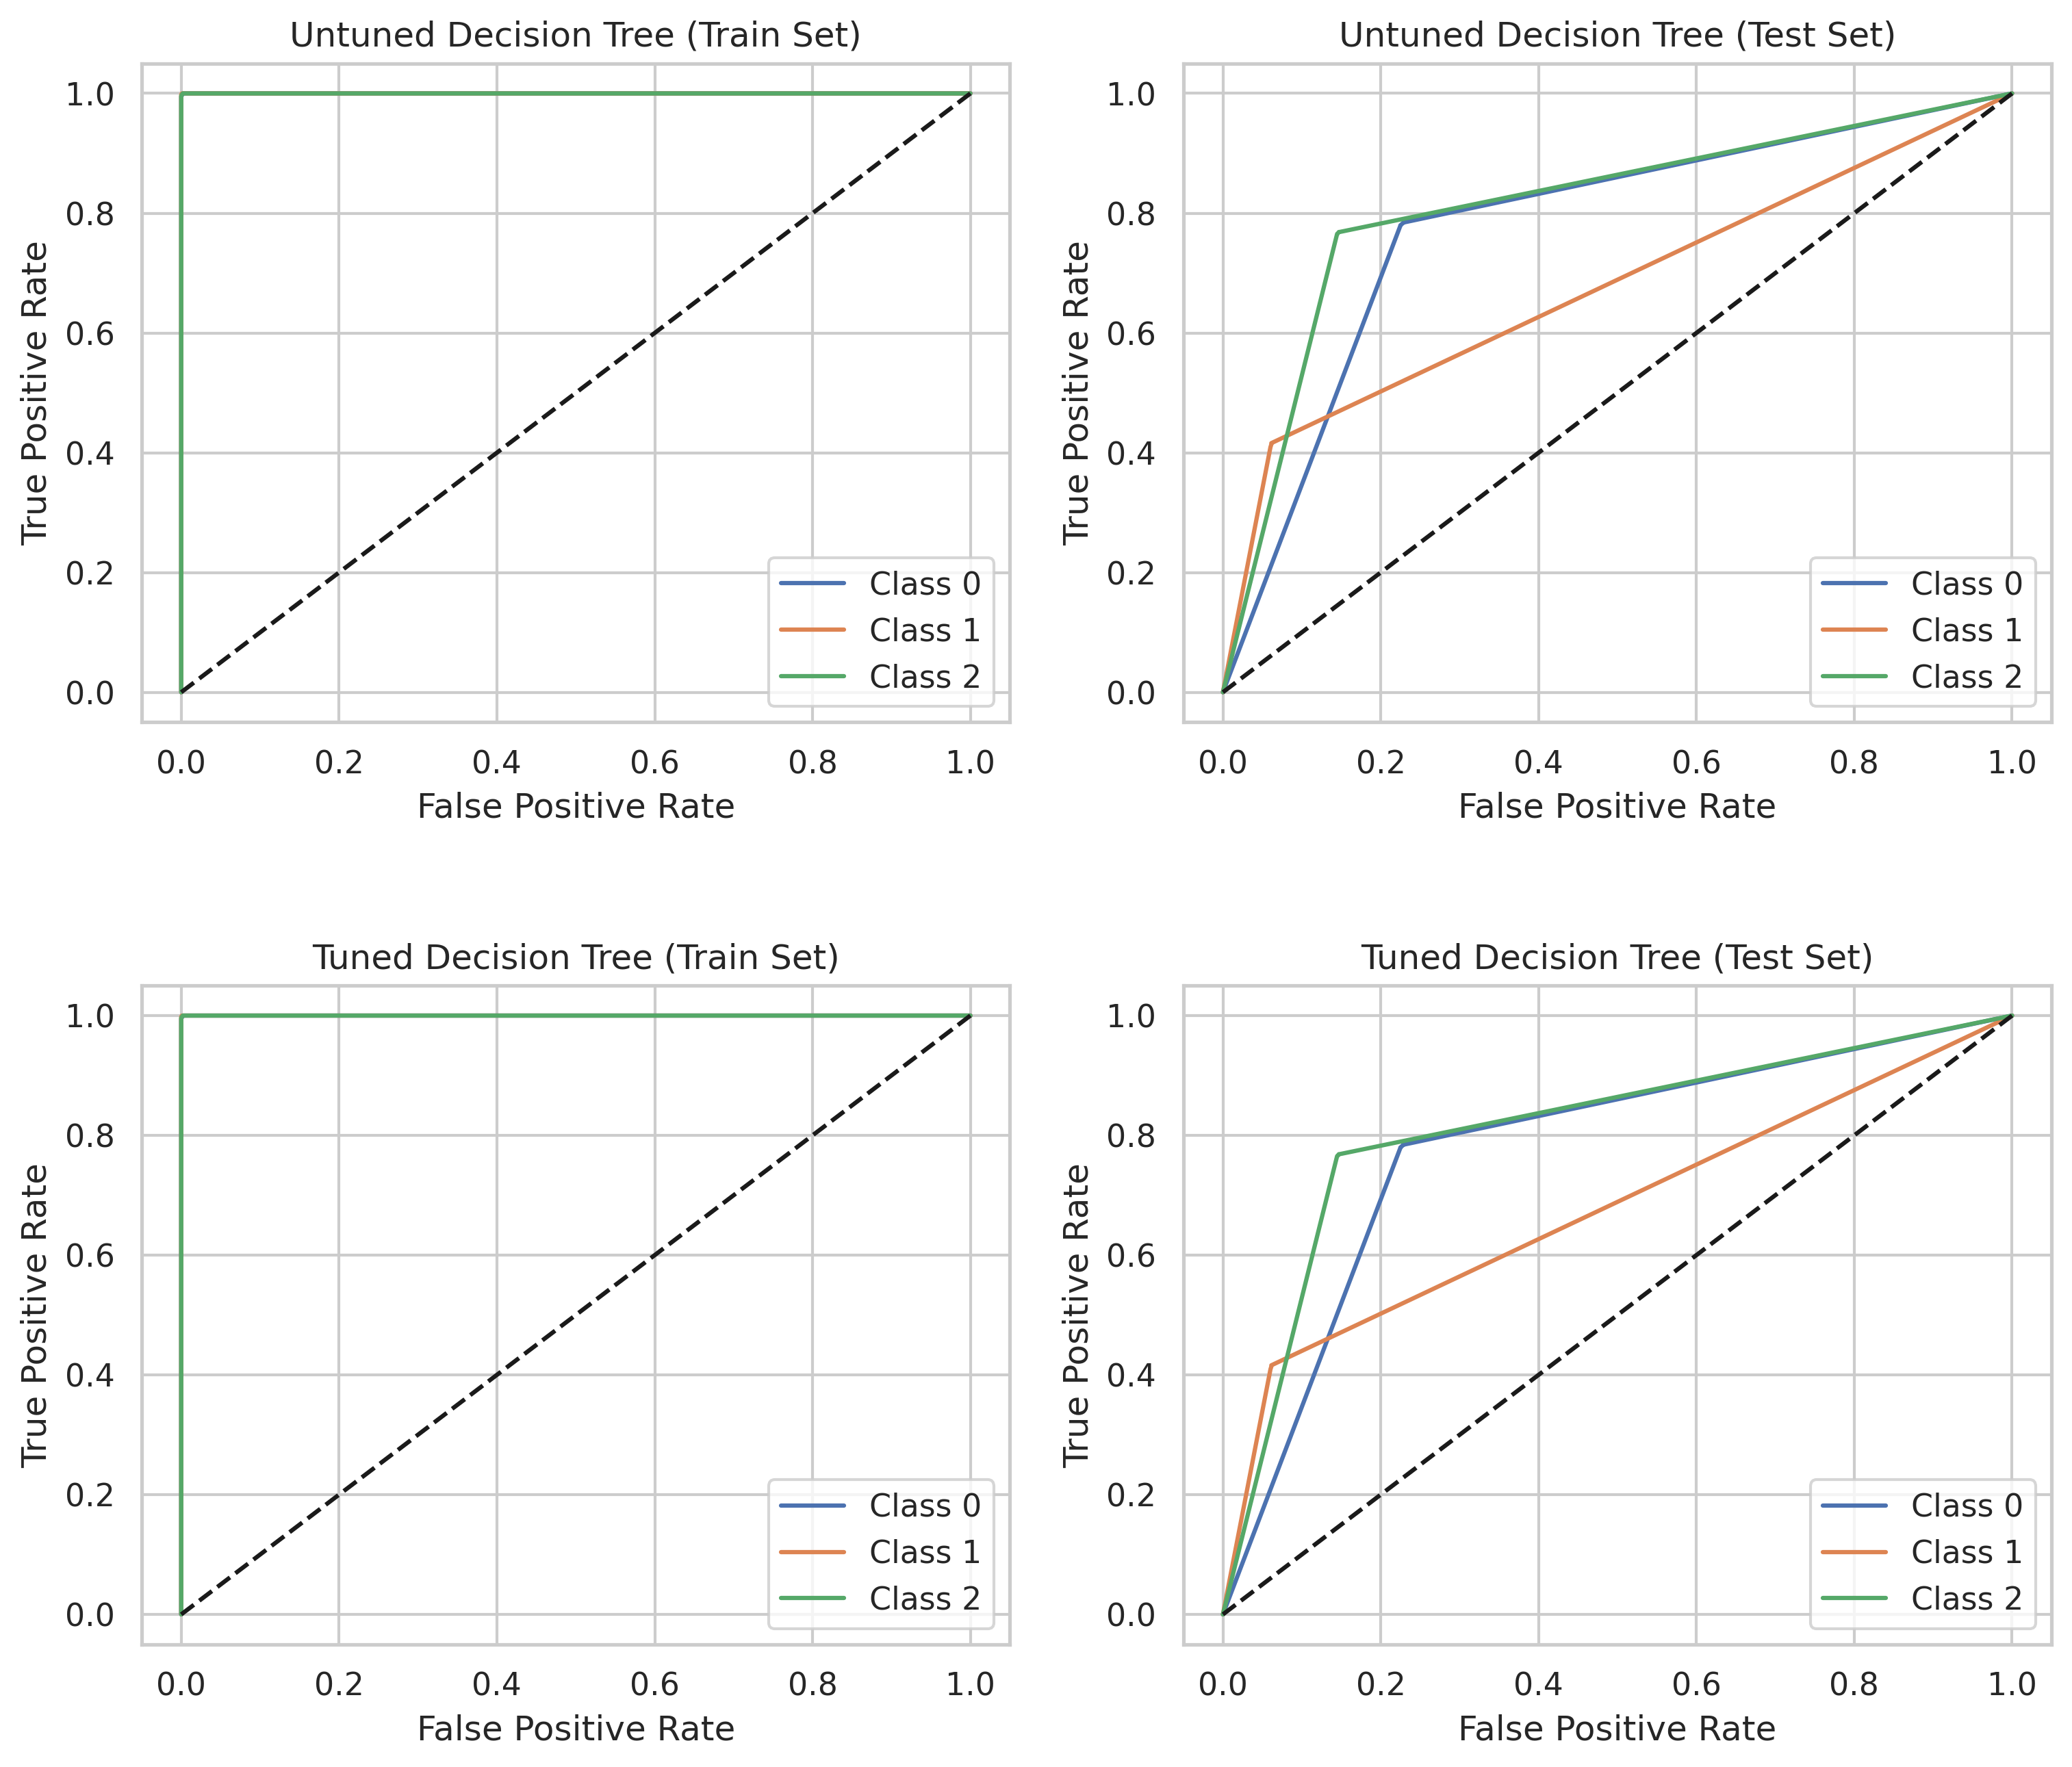 Untuned Decision Tree (Train Set)
True Positive Rate
1.0
0.8
0.6
0.4
0.2
0.0
Class 0
Class 1
Class 2
0.0 0.2 0.4 0.6 0.8 1.0
False Positive Rate
Untuned Decision Tree (Test Set)
True Positive Rate
1.0
0.8
0.6
0.4
0.2
0.0
Class 0
Class 1
Class 2
0.0 0.2 0.4 0.6 0.8 1.0
False Positive Rate
Tuned Decision Tree (Train Set)
True Positive Rate
1.0
0.8
0.6
0.4
0.2
0.0
Class 0
Class 1
Class 2
0.0 0.2 0.4 0.6 0.8 1.0
False Positive Rate
Tuned Decision Tree (Test Set)
True Positive Rate
1.0
0.8
0.6
0.4
0.2
0.0
Class 0
Class 1
Class 2
0.0 0.2 0.4 0.6 0.8 1.0
False Positive Rate